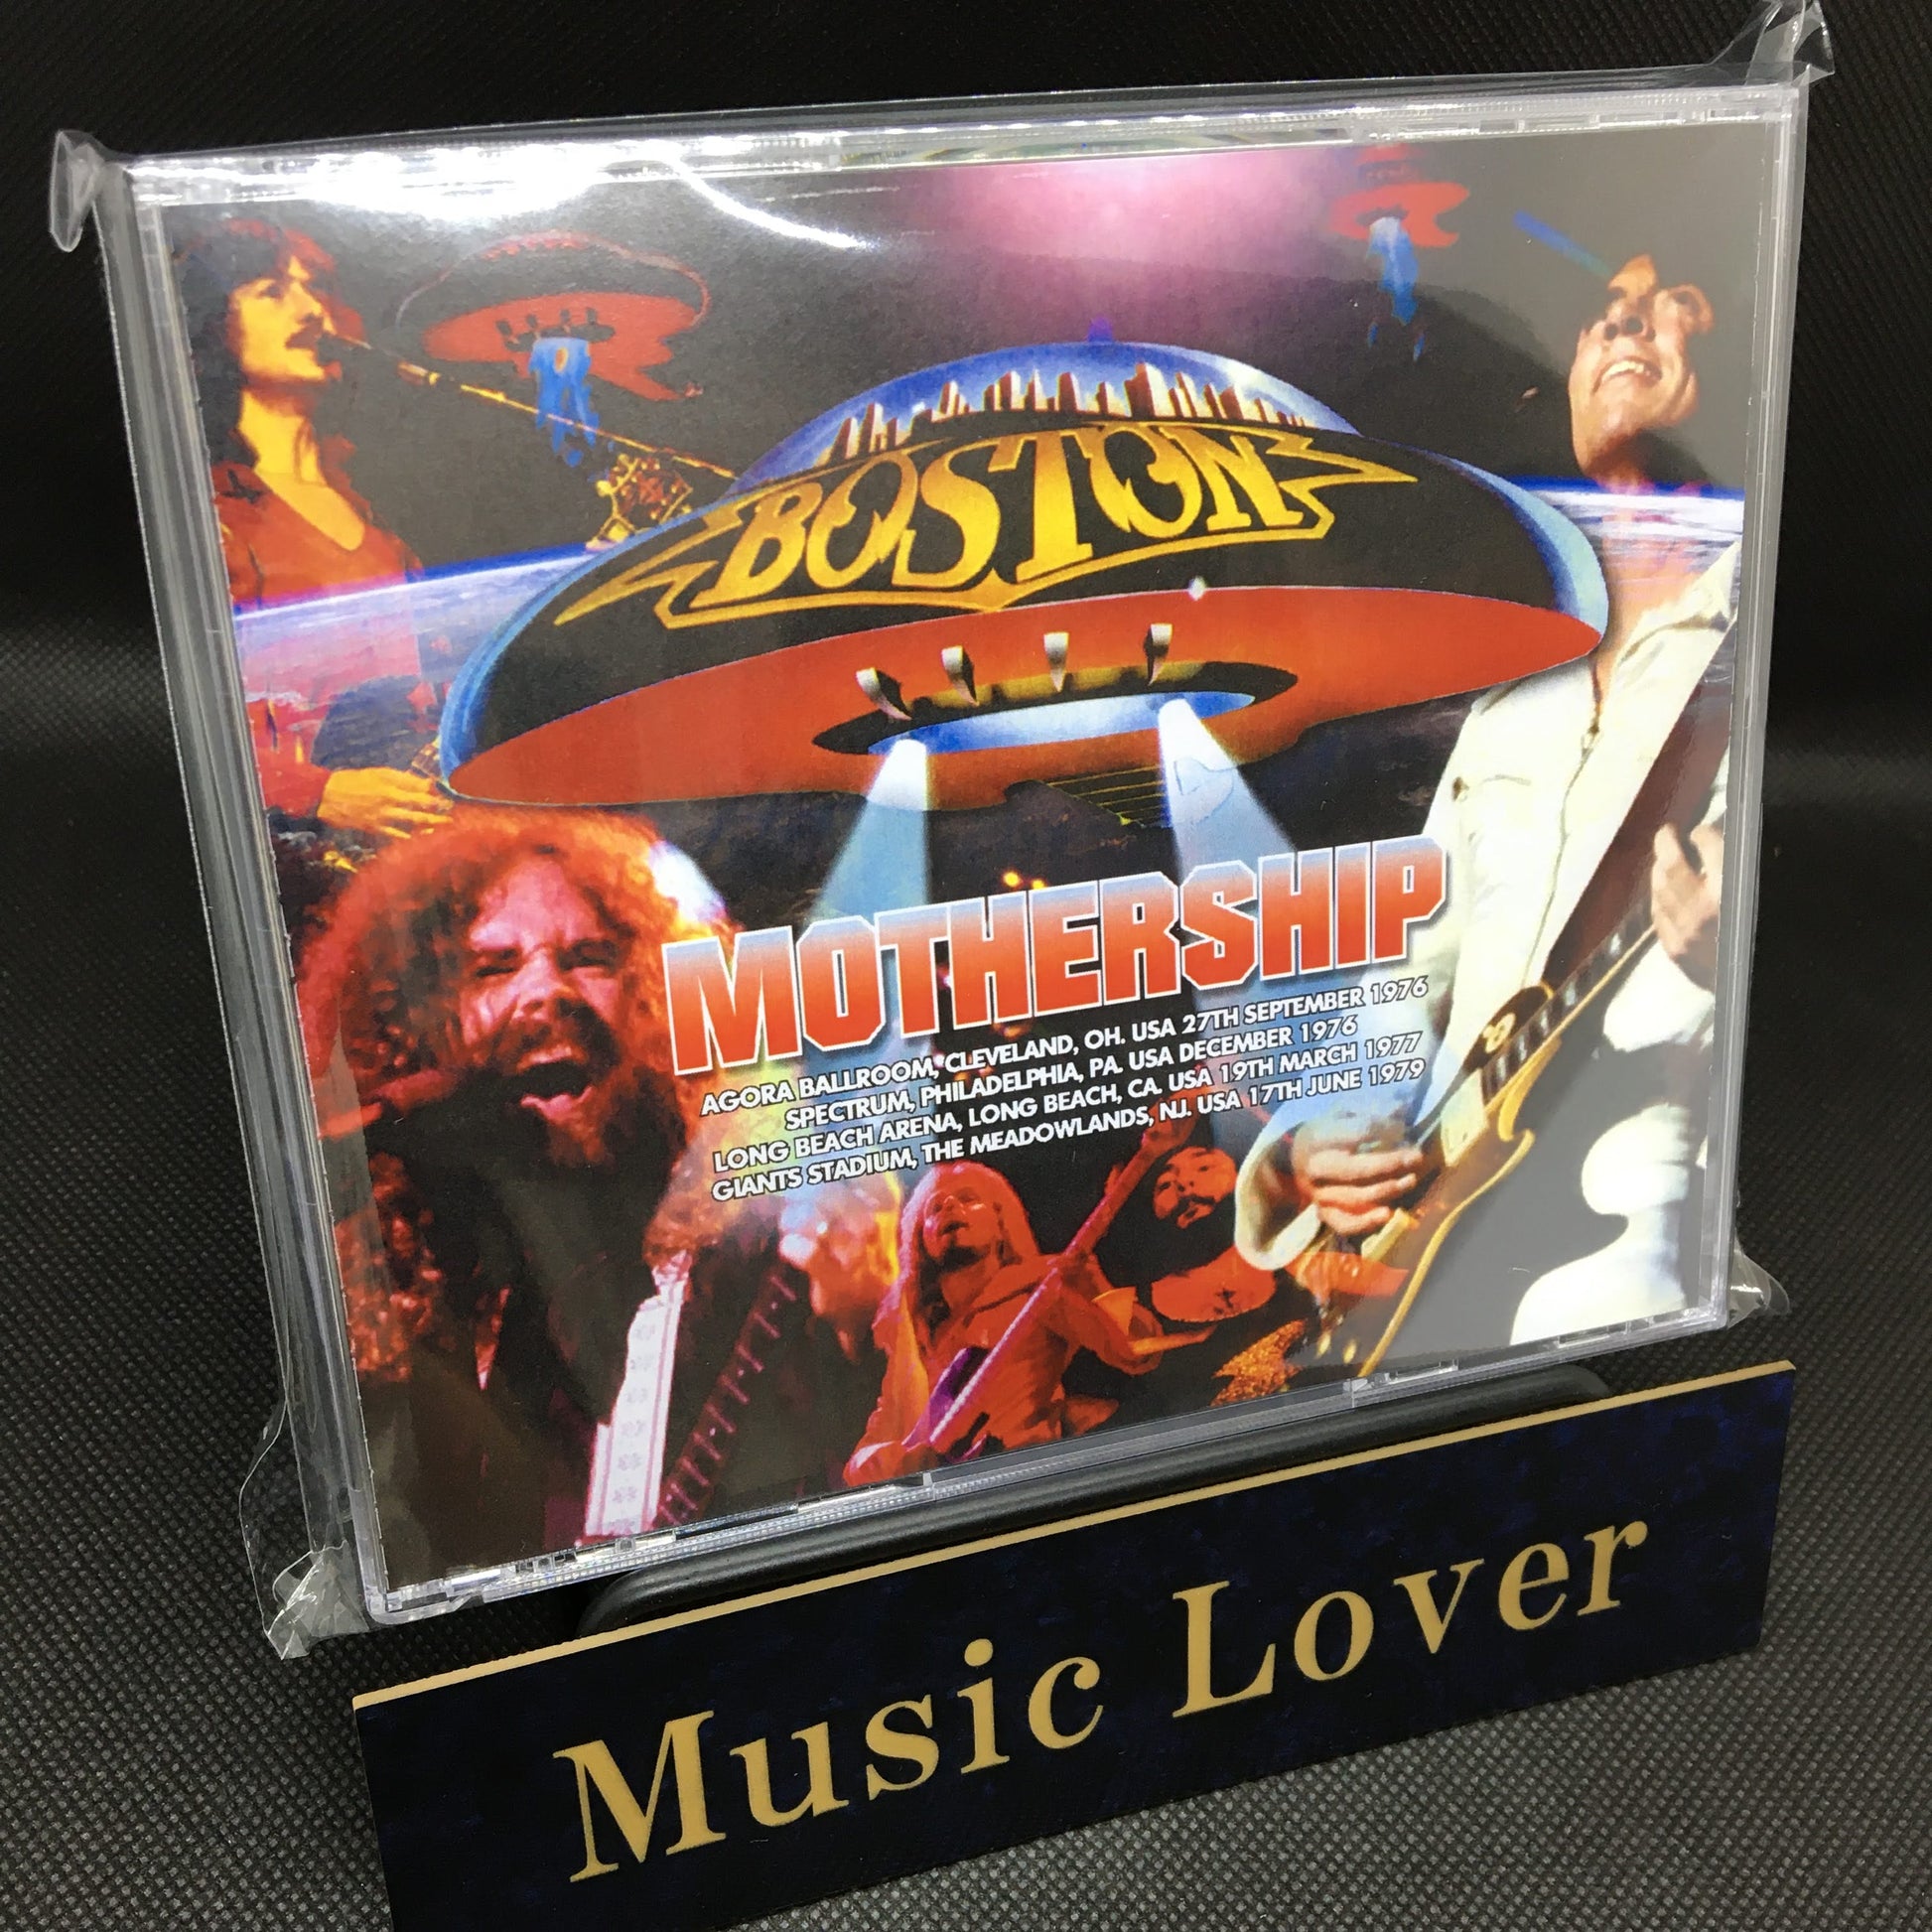 BOSTON
MOTHERSHIP
AGORA BALLROOM, CLEVELAND, OH. USA 27TH SEPTEMBER 1976
SPECTRUM, PHILADELPHIA, PA. USA DECEMBER 1976
LONG BEACH ARENA, LONG BEACH, CA. USA 19TH MARCH 1977
GIANTS STADIUM, THE MEADOWLANDS, NJ. USA 17TH JUNE 1979
Music Lover